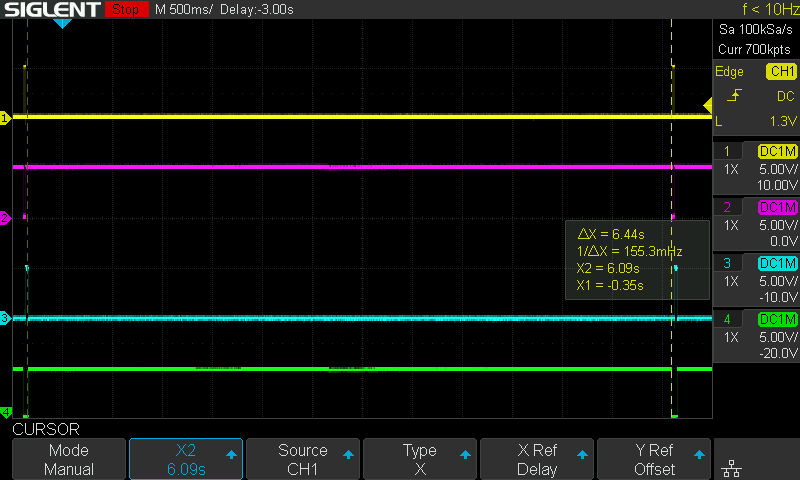 SIGLENT Stop M 500ms/ Delay:-3.00s f < 10Hz
Sa 100kSa/s
Curr 700kpts
Edge CH1
DC
L 1.3V
1 DC1M
1X 5.00V/
10.00V
2 DC1M
1X 5.00V/
0.0V
3 DC1M
1X 5.00V/
-10.0V
4 DC1M
1X 5.00V/
-20.0V
1
2
3
4
ΔX = 6.44s
1/ΔX = 155.3mHz
X2 = 6.09s
X1 = -0.35s
CURSOR
Mode
Manual
X2
6.09s
Source
CH1
Type
X
X Ref
Delay
Y Ref
Offset